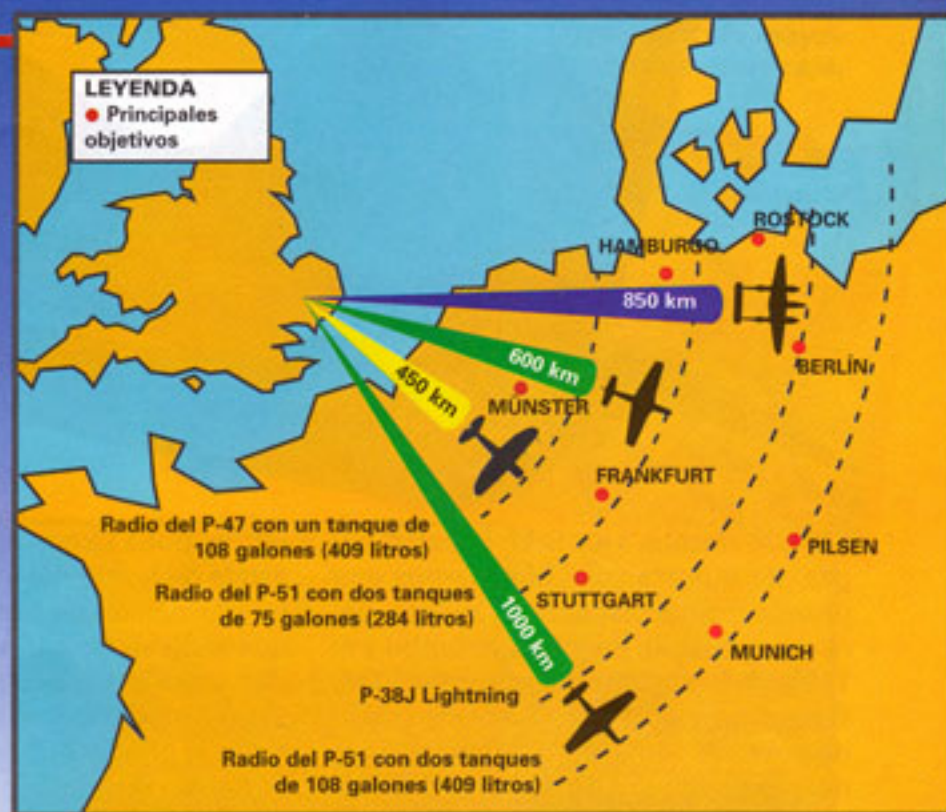 LEYENDA
● Principales
objetivos
ROSTOCK
HAMBURGO
850 km
600 km
BERLÍN
450 km
MÜNSTER
FRANKFURT
Radio del P-47 con un tanque de
108 galones (409 litros)
PILSEN
Radio del P-51 con dos tanques
de 75 galones (284 litros)
STUTTGART
1000 km
MUNICH
P-38J Lightning
Radio del P-51 con dos tanques
de 108 galones (409 litros)